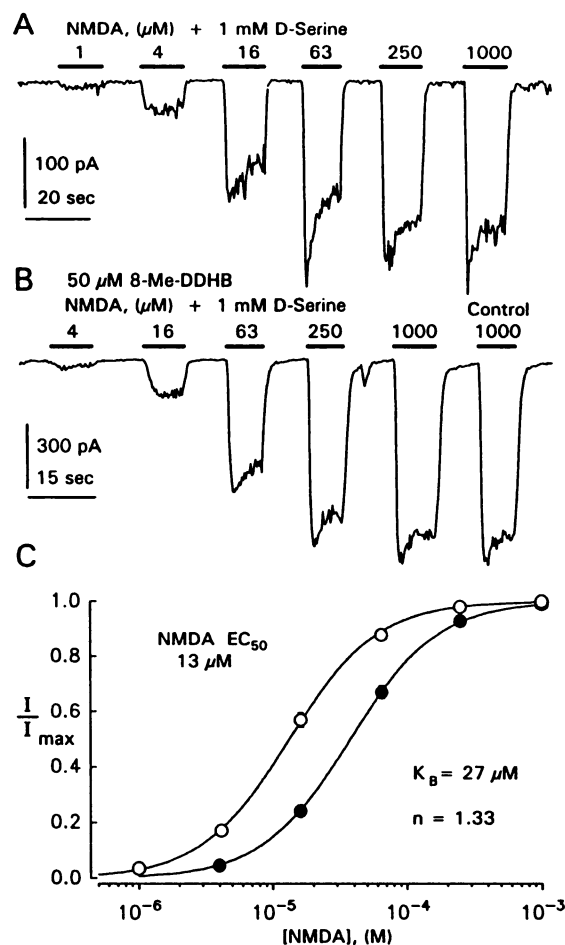 A
NMDA, (µM) + 1 mM D-Serine
1 4 16 63 250 1000
100 pA
20 sec
B
50 µM 8-Me-DDHB
NMDA, (µM) + 1 mM D-Serine
Control
4 16 63 250 1000 1000
300 pA
15 sec
C
1.0
0.8
0.6
0.4
0.2
0.0
I
I max
NMDA EC50
13 µM
K B = 27 µM
n = 1.33
10−6 10−5 10−4 10−3
[NMDA], (M)